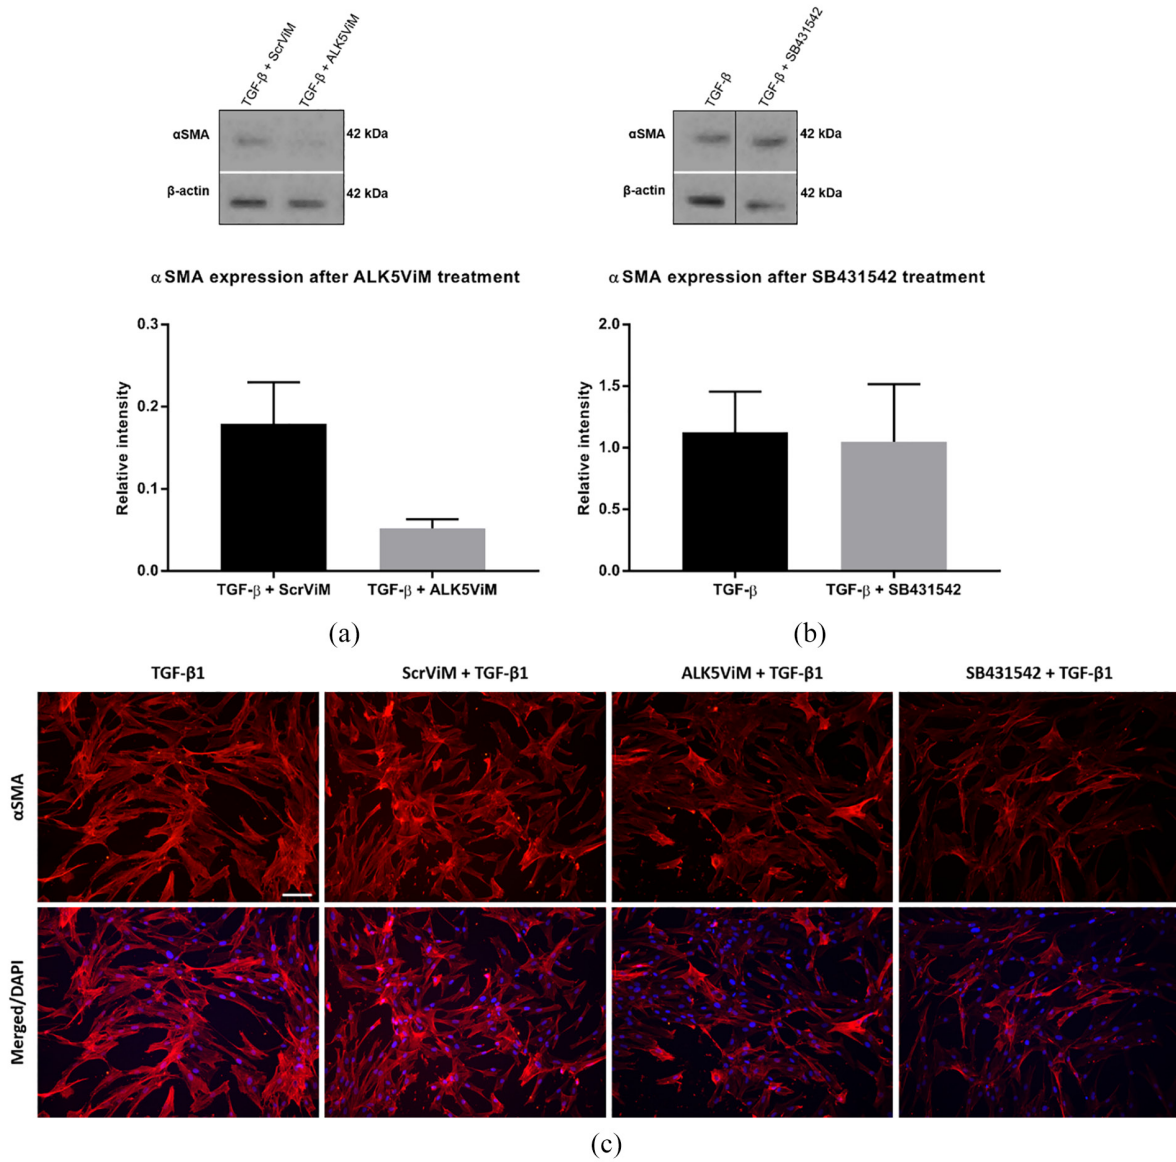 TGF-β + ScrViM
TGF-β + ALK5ViM
αSMA
42 kDa
β-actin
42 kDa
TGF-β
TGF-β + SB431542
αSMA
42 kDa
β-actin
42 kDa
α SMA expression after ALK5ViM treatment
Relative intensity
0.3
0.2
0.1
0.0
TGF-β + ScrViM
TGF-β + ALK5ViM
(a)
α SMA expression after SB431542 treatment
Relative intensity
2.0
1.5
1.0
0.5
0.0
TGF-β
TGF-β + SB431542
(b)
TGF-β1
ScrViM + TGF-β1
ALK5ViM + TGF-β1
SB431542 + TGF-β1
αSMA
Merged/DAPI
(c)